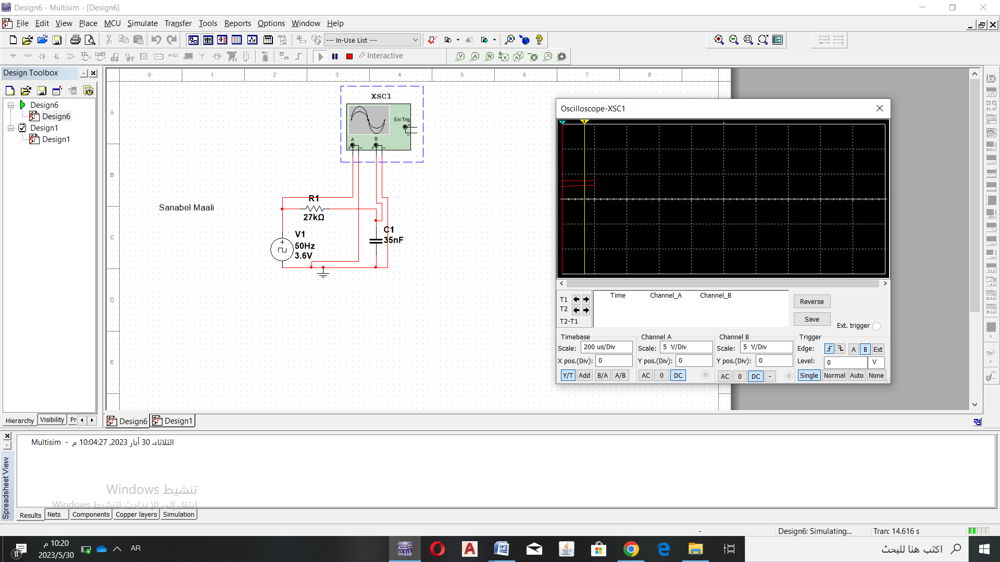 Design6 - Multisim - [Design6]
File Edit View Place MCU Simulate Transfer Tools Reports Options Window Help
--- In-Use List ---
MISC
Interactive
Design Toolbox
Design6
Design6
Design1
Design1
Hierarchy Visibility Pr
0 1 2 3 4 5 6 7 8
A
B
C
D
E
XSC1
Ext Trig
A B
Sanabel Maali
R1
27kΩ
V1
50Hz
3.6V
C1
35nF
Oscilloscope-XSC1
T1
T2
T2-T1
Time Channel_A Channel_B
Reverse
Save
Ext. trigger
Timebase
Scale: 200 us/Div
X pos.(Div): 0
Y/T Add B/A A/B
Channel A
Scale: 5 V/Div
Y pos.(Div): 0
AC 0 DC
Channel B
Scale: 5 V/Div
Y pos.(Div): 0
AC 0 DC -
Trigger
Edge: A B Ext
Level: 0 V
Single Normal Auto None
Design6 Design1
Spreadsheet View
Multisim - الثلاثاء، 30 أيار 2023, 10:04:27 م
تنشيط Windows
انتقل إلى الإعدادات لتنشيط Windows
Results Nets Components Copper layers Simulation
- Design6: Simulating... Tran: 14.616 s
10:20 م
2023/5/30
AR
اكتب هنا للبحث